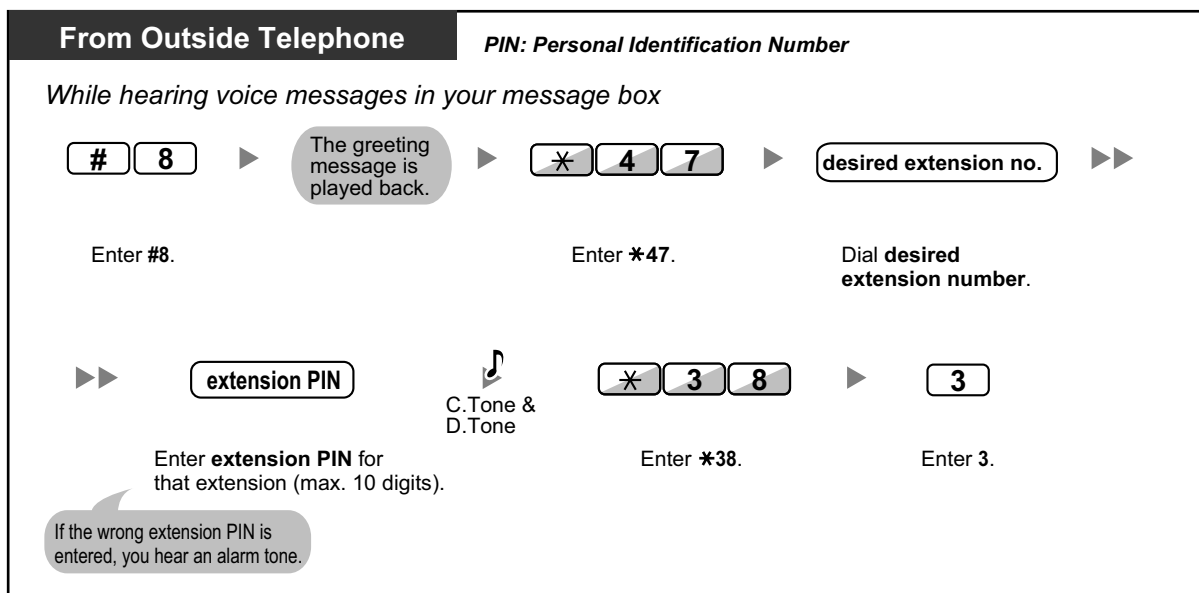 From Outside Telephone
PIN: Personal Identification Number
While hearing voice messages in your message box
# 8
The greeting
message is
played back.
* 4 7
desired extension no.
Enter #8.
Enter *47.
Dial desired
extension number.
extension PIN
C.Tone &
D.Tone
* 3 8
3
Enter extension PIN for
that extension (max. 10 digits).
Enter *38.
Enter 3.
If the wrong extension PIN is
entered, you hear an alarm tone.